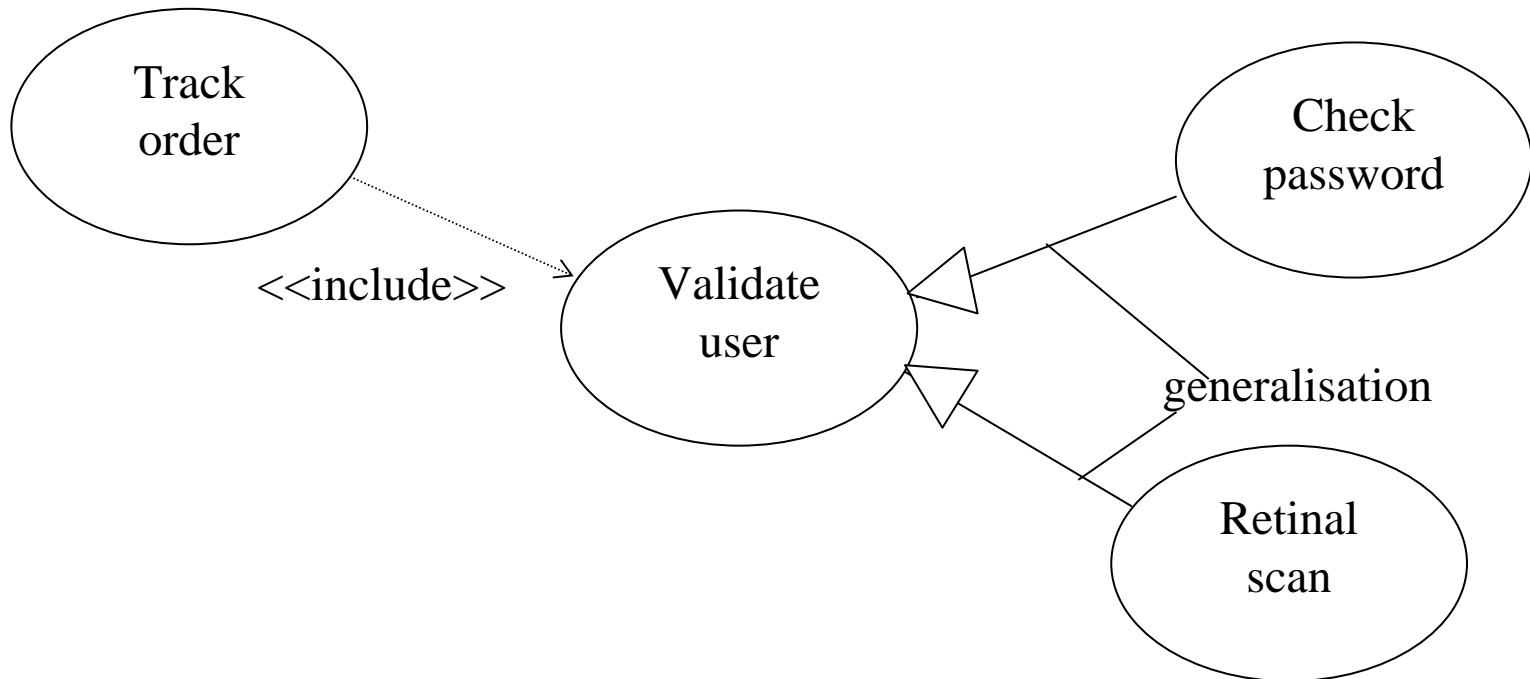 Track
order
Check
password
<<include>>
Validate
user
generalisation
Retinal
scan